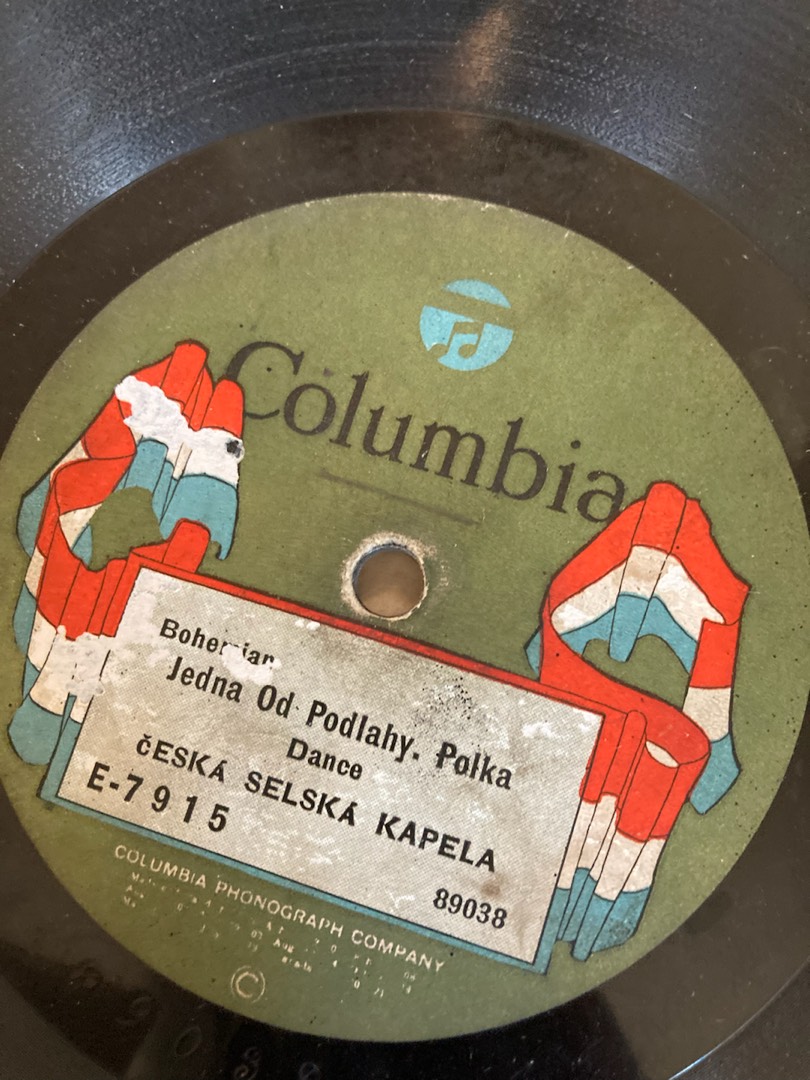 Columbia
Bohemian
Jedna Od Podlahy. Polka
Dance
ČESKÁ SELSKÁ KAPELA
E-7915
89038
COLUMBIA PHONOGRAPH COMPANY
©